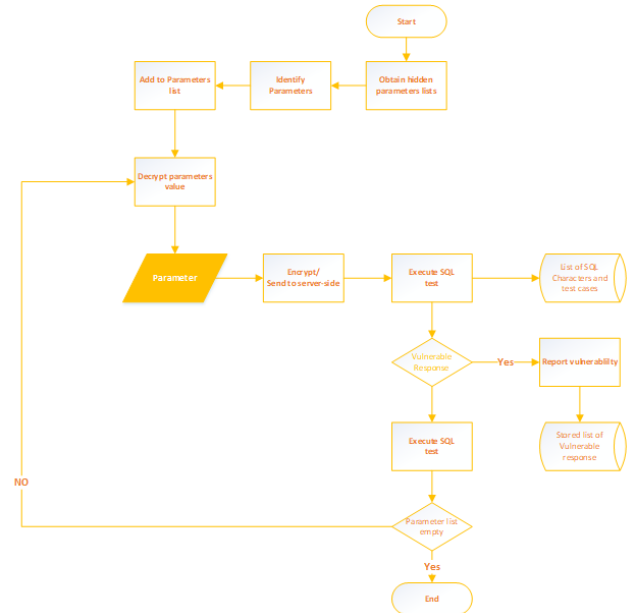 Start
Add to Parameters
list
Identify
Parameters
Obtain hidden
parameters lists
Decrypt parameters
value
Parameter
Encrypt/
Send to server-side
Execute SQL
test
List of SQL
Characters and
test cases
Vulnerable
Response
Yes
Report vulnerablility
Execute SQL
test
Stored list of
Vulnerable
response
NO
Parameter list
empty
Yes
End